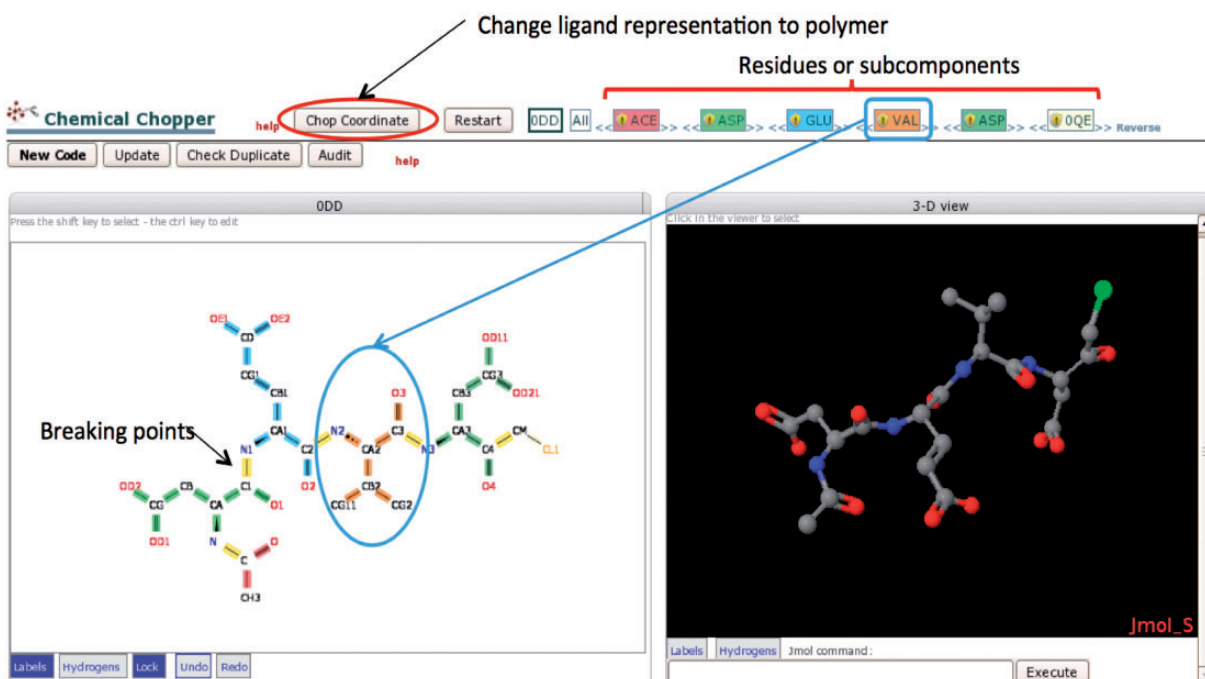 Change ligand representation to polymer
Residues or subcomponents
Chemical Chopper help Chop Coordinate Restart 0DD All << ACE >> << ASP >> << GLU >> << VAL >> << ASP >> << 0QE >> Reverse
New Code Update Check Duplicate Audit help
0DD
Press the shift key to select - the ctrl key to edit
3-D view
Click in the viewer to select
OE1 OE2
CD
CG1
CB1
OD11
CG3
OD21
CB3
O3
Breaking points
N1 CA1 C2 N2 CA2 C3 N3 CA3 C4 CM CL1
O2
CB2
O4
CG11 CG2
OD2 CB C1
CG CA O1
OD1 N O
C
CH3
Jmol_S
Labels Hydrogens Lock Undo Redo
Labels Hydrogens Jmol command:
Execute